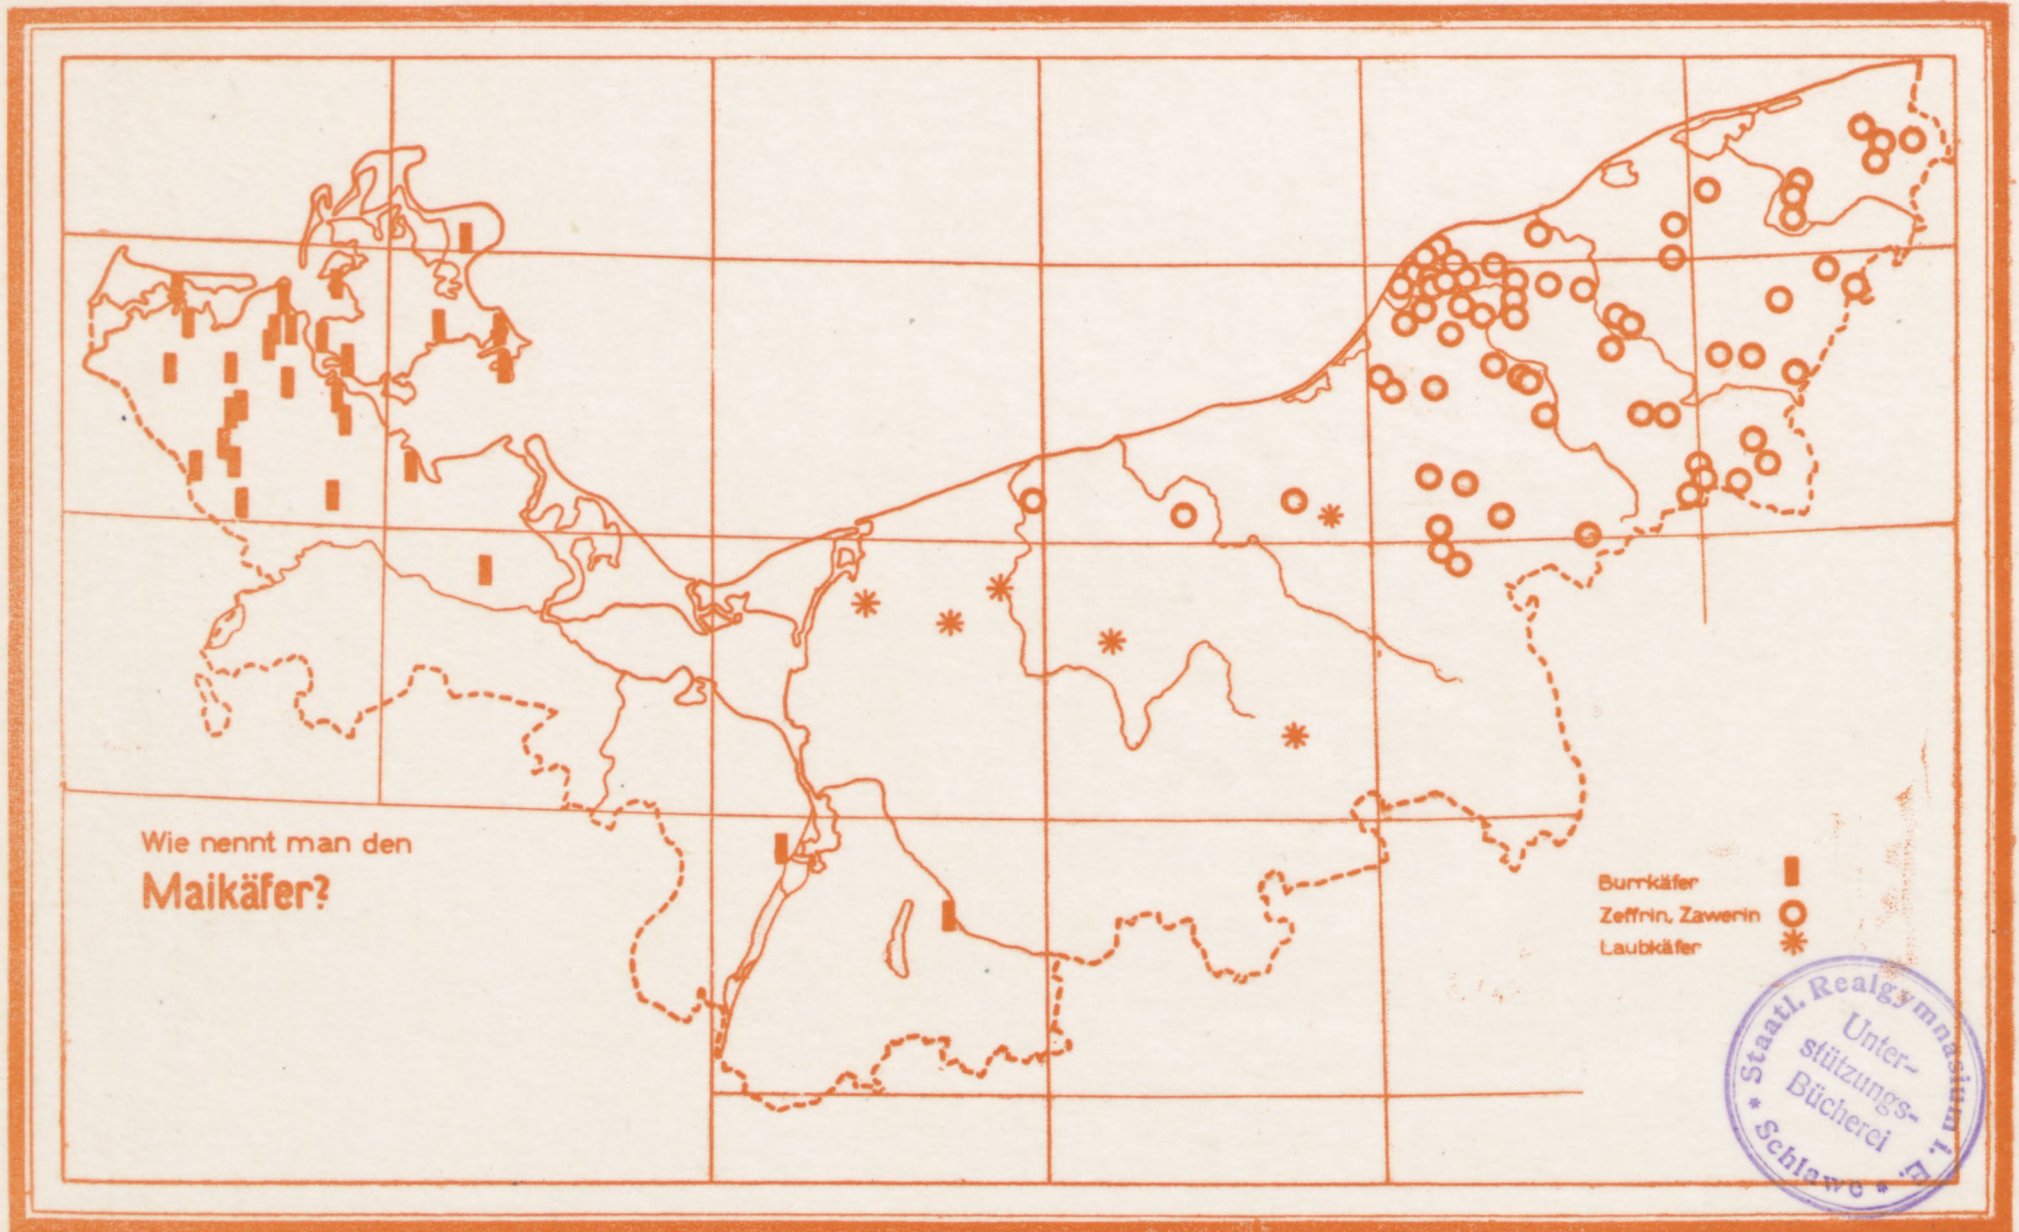 Wie nennt man den
Maikäfer?
Burrkäfer
Zeffrin, Zawerin
Laubkäfer
Staatl. Realgymnasium i. E.
* Schlawe *
Unter-
stützungs-
Bücherei